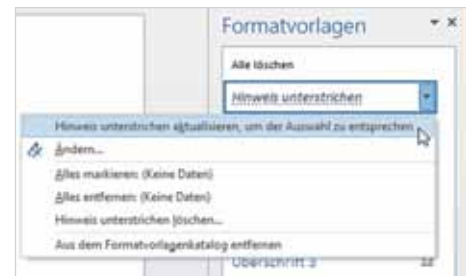 Formatvorlagen
Alle löschen
Hinweis unterstrichen
Hinweis unterstrichen aktualisieren, um der Auswahl zu entsprechen
Ändern...
Alles markieren: (Keine Daten)
Alles entfernen: (Keine Daten)
Hinweis unterstrichen löschen...
Aus dem Formatvorlagenkatalog entfernen
Überschrift 3